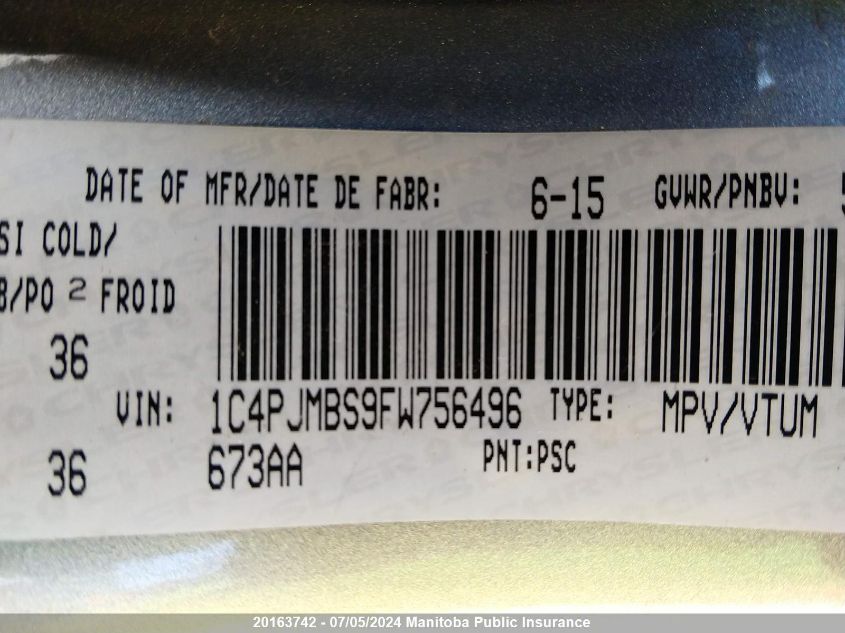 DATE OF MFR/DATE DE FABR: 6-15 GVWR/PNBV:
SI COLD/
B/PO 2 FROID
36
VIN: 1C4PJMBS9FW756496 TYPE: MPV/VTUM
36 673AA PNT:PSC
20163742 - 07/05/2024 Manitoba Public Insurance